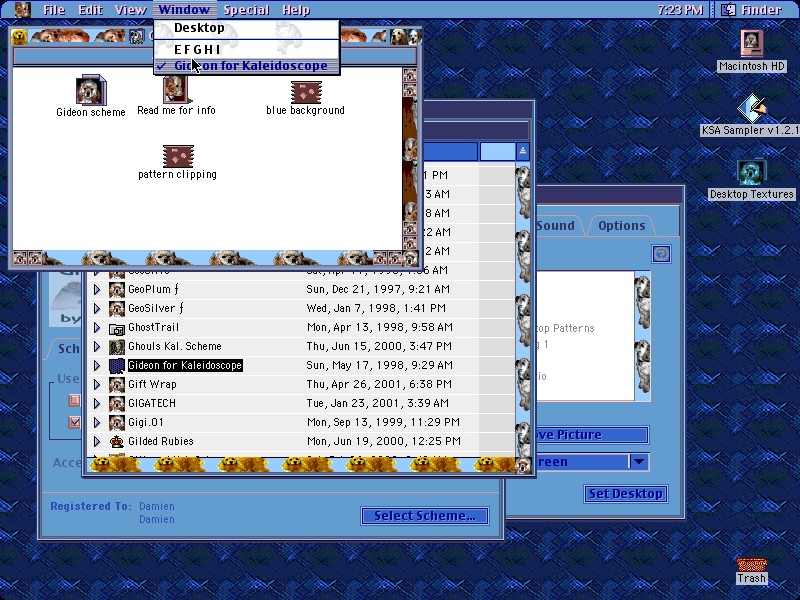 File Edit View Window Special Help 7:23 PM Finder
Desktop
E F G H I
✓ Gideon for Kaleidoscope
Macintosh HD
KSA Sampler v1.2.1
Desktop Textures
Gideon scheme
Read me for info
blue background
pattern clipping
1 PM
3 AM
8 AM
2 AM
2 AM
GeoPlum ƒ Sun, Dec 21, 1997, 9:21 AM
GeoSilver ƒ Wed, Jan 7, 1998, 1:41 PM
GhostTrail Mon, Apr 13, 1998, 9:58 AM
Ghouls Kal. Scheme Thu, Jun 15, 2000, 3:47 PM
Gideon for Kaleidoscope Sun, May 17, 1998, 9:29 AM
Gift Wrap Thu, Apr 26, 2001, 6:38 PM
GIGATECH Tue, Jan 23, 2001, 3:39 AM
Gigi.01 Mon, Sep 13, 1999, 11:29 PM
Gilded Rubies Mon, Jun 19, 2000, 12:25 PM
by
Sch
Use
Acce
Registered To: Damien
Damien
Select Scheme...
Sound Options
top Patterns
g 1
io
ove Picture
reen
Set Desktop
Trash